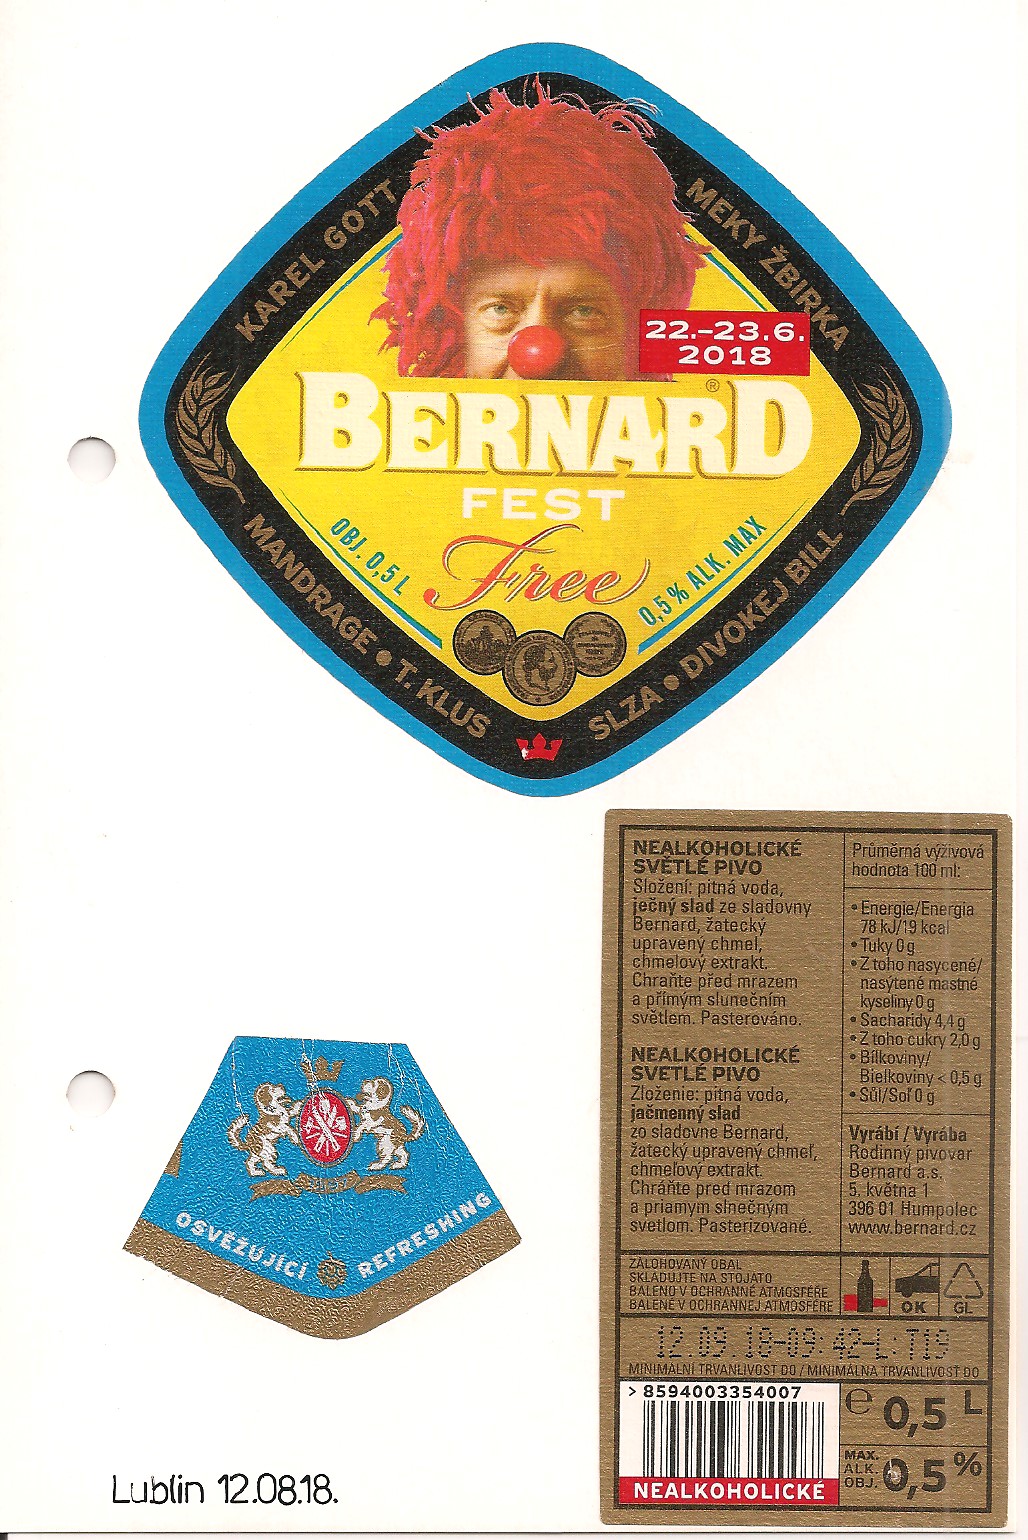 KAREL GOTT
MEKY ŽBIRKA
22.–23.6.
2018
BERNARD®
FEST
Free
OBJ. 0,5 L
0,5 % ALK. MAX
MANDRAGE • T. KLUS
SLZA • DIVOKEJ BILL
NEALKOHOLICKÉ
SVĚTLÉ PIVO
Složení: pitná voda,
ječný slad ze sladovny
Bernard, žatecký
upravený chmel,
chmelový extrakt.
Chraňte před mrazem
a přímým slunečním
světlem. Pasterováno.
NEALKOHOLICKÉ
SVETLÉ PIVO
Zloženie: pitná voda,
jačmenný slad
zo sladovne Bernard,
žatecký upravený chmeľ,
chmeľový extrakt.
Chráňte pred mrazom
a priamym slnečným
svetlom. Pasterizované.
Průměrná výživová
hodnota 100 ml:
• Energie/Energia
78 kJ/19 kcal
• Tuky 0 g
• Z toho nasycené/
nasýtené mastné
kyseliny 0 g
• Sacharidy 4,4 g
• Z toho cukry 2,0 g
• Bílkoviny/
Bielkoviny < 0,5 g
• Sůl/Soľ 0 g
Vyrábí / Vyrába
Rodinný pivovar
Bernard a.s.
5. května 1
396 01 Humpolec
www.bernard.cz
ZÁLOHOVANÝ OBAL
SKLADUJTE NA STOJATO
BALENO V OCHRANNÉ ATMOSFÉŘE
BALENÉ V OCHRANNEJ ATMOSFÉRE
OK
GL
12.09.18-09:42-L:T19
MINIMÁLNÍ TRVANLIVOST DO / MINIMÁLNA TRVANLIVOSŤ DO
> 8594003354007
NEALKOHOLICKÉ
e 0,5 L
MAX.
ALK.
OBJ. 0,5 %
OSVĚŽUJÍCÍ
REFRESHING
Lublin 12.08.18.